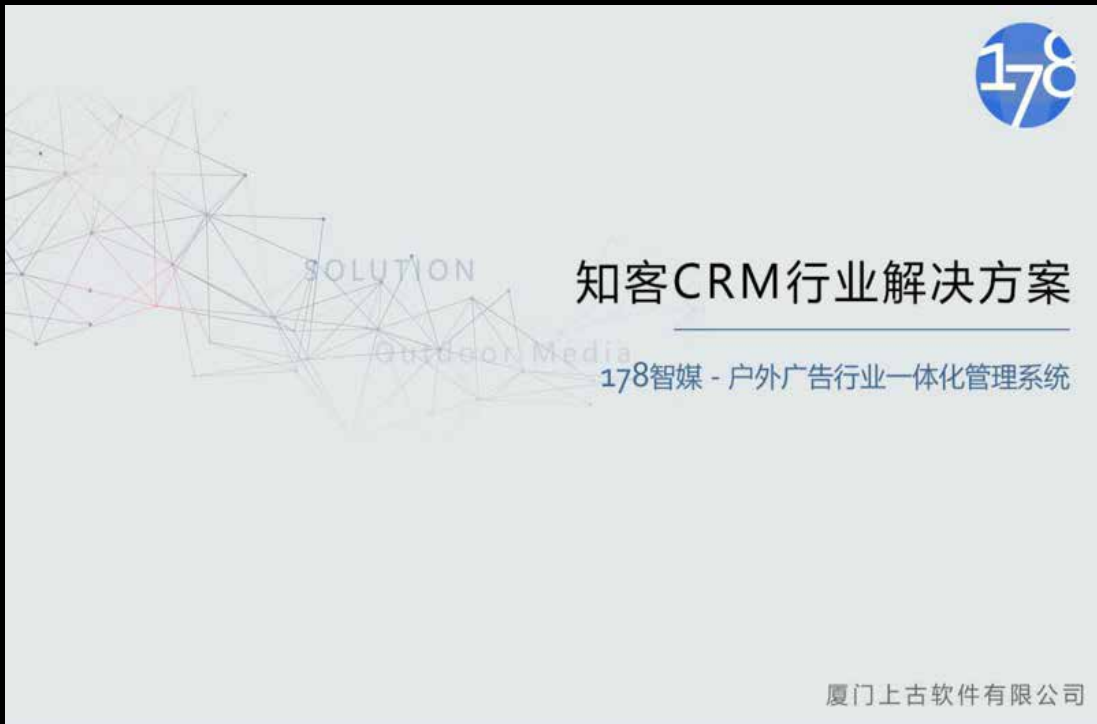 178
SOLUTION
知客CRM行业解决方案
Outdoor Media
178智媒 - 户外广告行业一体化管理系统
厦门上古软件有限公司